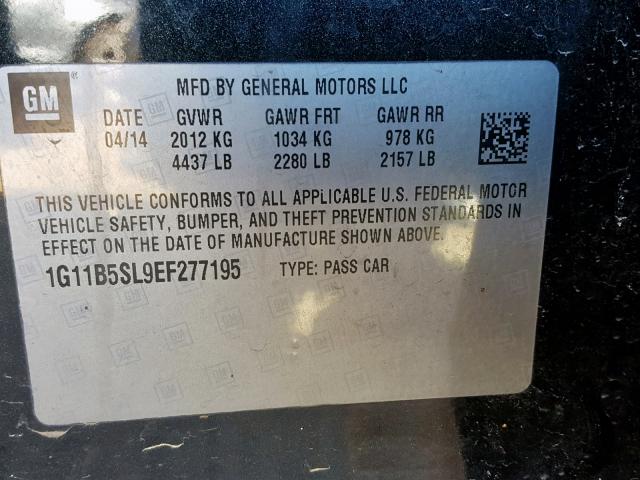 GM ® MFD BY GENERAL MOTORS LLC
DATE GVWR GAWR FRT GAWR RR
04/14 2012 KG 1034 KG 978 KG
4437 LB 2280 LB 2157 LB
THIS VEHICLE CONFORMS TO ALL APPLICABLE U.S. FEDERAL MOTOR
VEHICLE SAFETY, BUMPER, AND THEFT PREVENTION STANDARDS IN
EFFECT ON THE DATE OF MANUFACTURE SHOWN ABOVE.
1G11B5SL9EF277195 TYPE: PASS CAR